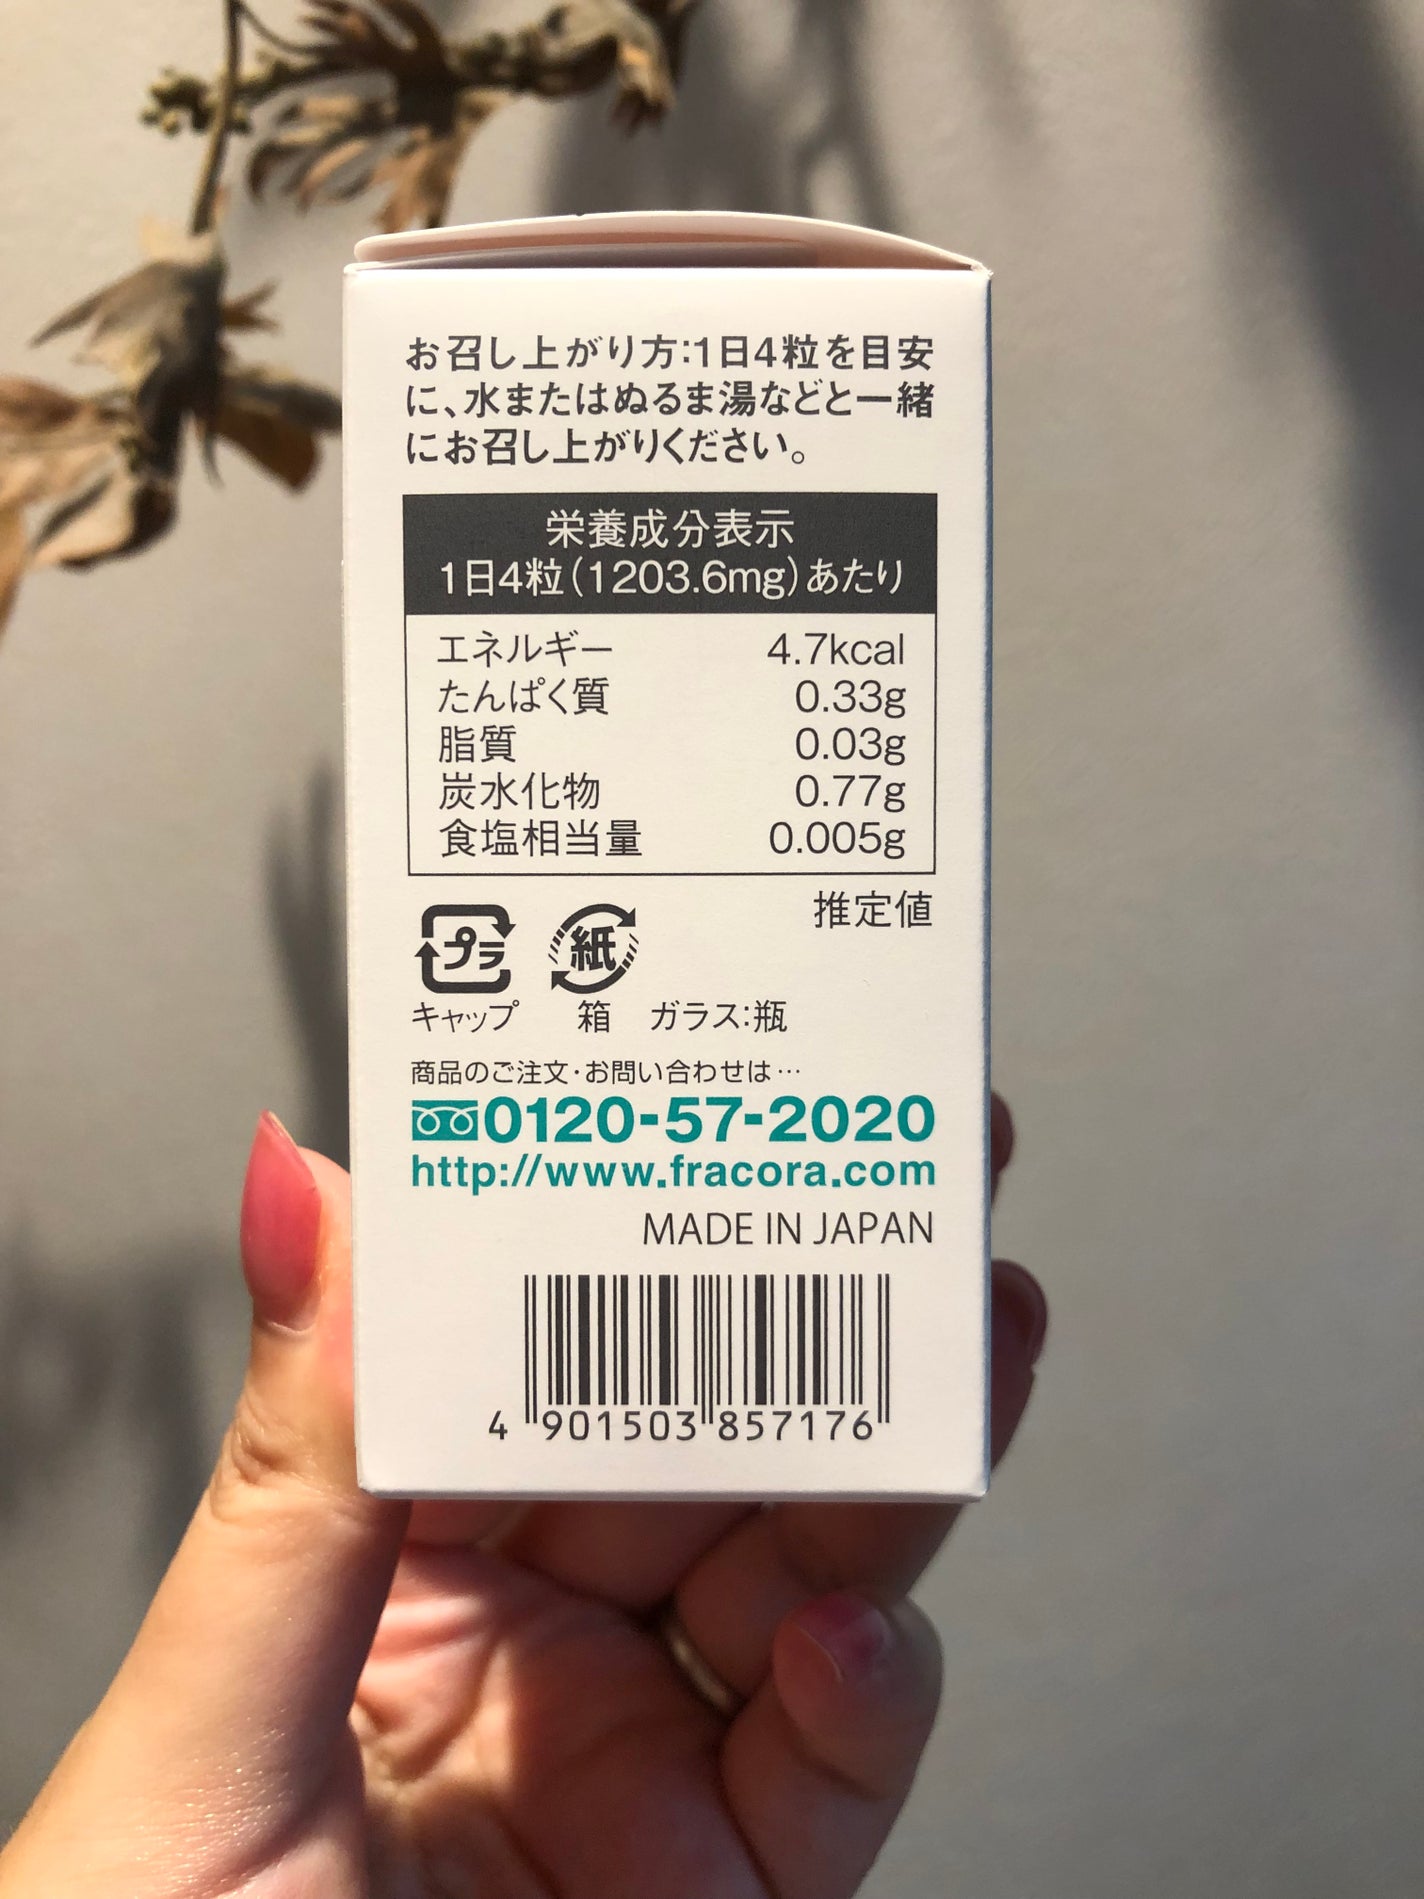 お召し上がり方:1日4粒を目安
に、水またはぬるま湯などと一緒
にお召し上がりください。
栄養成分表示
1日4粒(1203.6mg)あたり
エネルギー 4.7kcal
たんぱく質 0.33g
脂質 0.03g
炭水化物 0.77g
食塩相当量 0.005g
推定値
プラ 紙
キャップ 箱 ガラス:瓶
商品のご注文・お問い合わせは…
0120-57-2020
http://www.fracora.com
MADE IN JAPAN
4 901503 857176